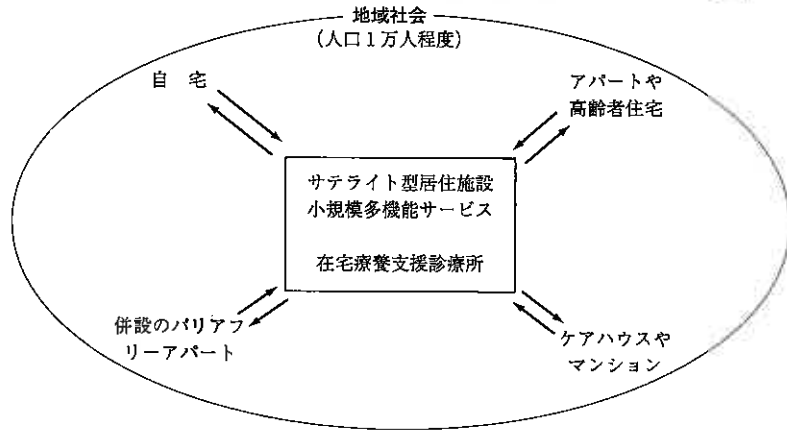 地域社会
(人口1万人程度)
自 宅
アパートや
高齢者住宅
サテライト型居住施設
小規模多機能サービス
在宅療養支援診療所
併設のバリアフ
リーアパート
ケアハウスや
マンション